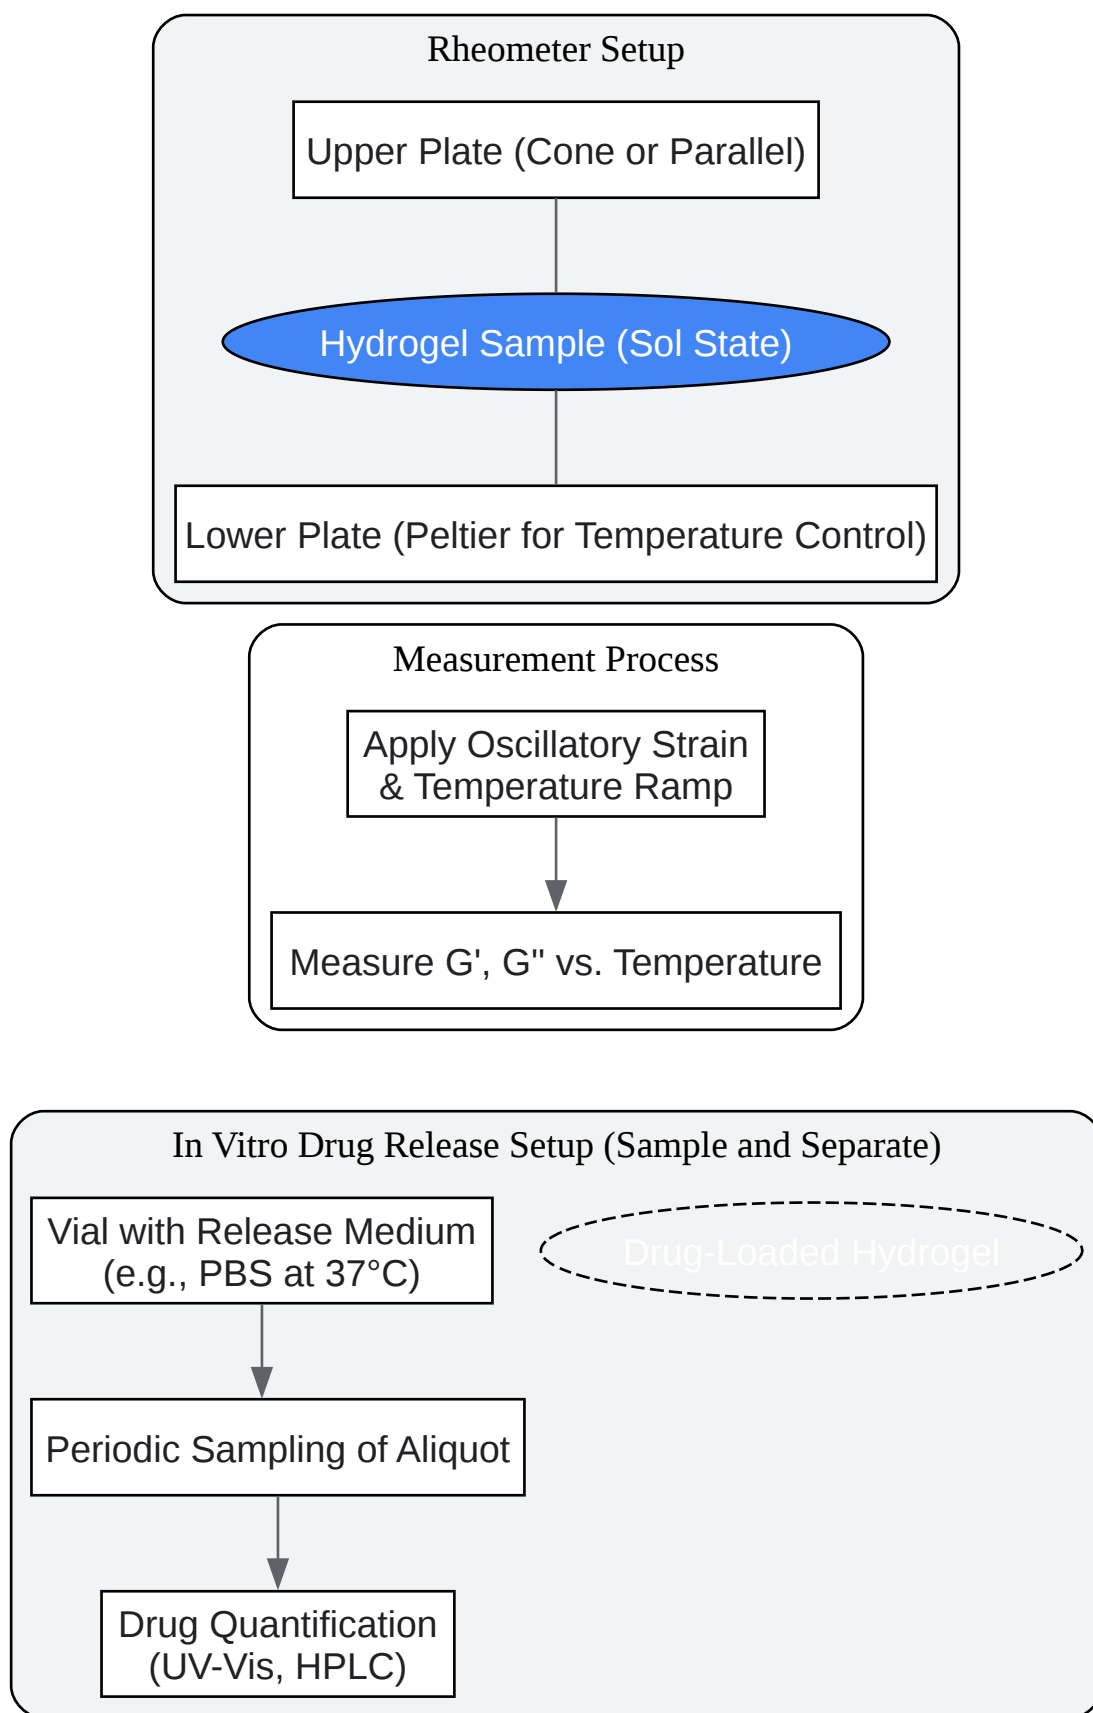 Rheometer Setup
Upper Plate (Cone or Parallel)
Hydrogel Sample (Sol State)
Lower Plate (Peltier for Temperature Control)
Measurement Process
Apply Oscillatory Strain
& Temperature Ramp
Measure G', G'' vs. Temperature
In Vitro Drug Release Setup (Sample and Separate)
Vial with Release Medium
(e.g., PBS at 37°C)
Drug-Loaded Hydrogel
Periodic Sampling of Aliquot
Drug Quantification
(UV-Vis, HPLC)